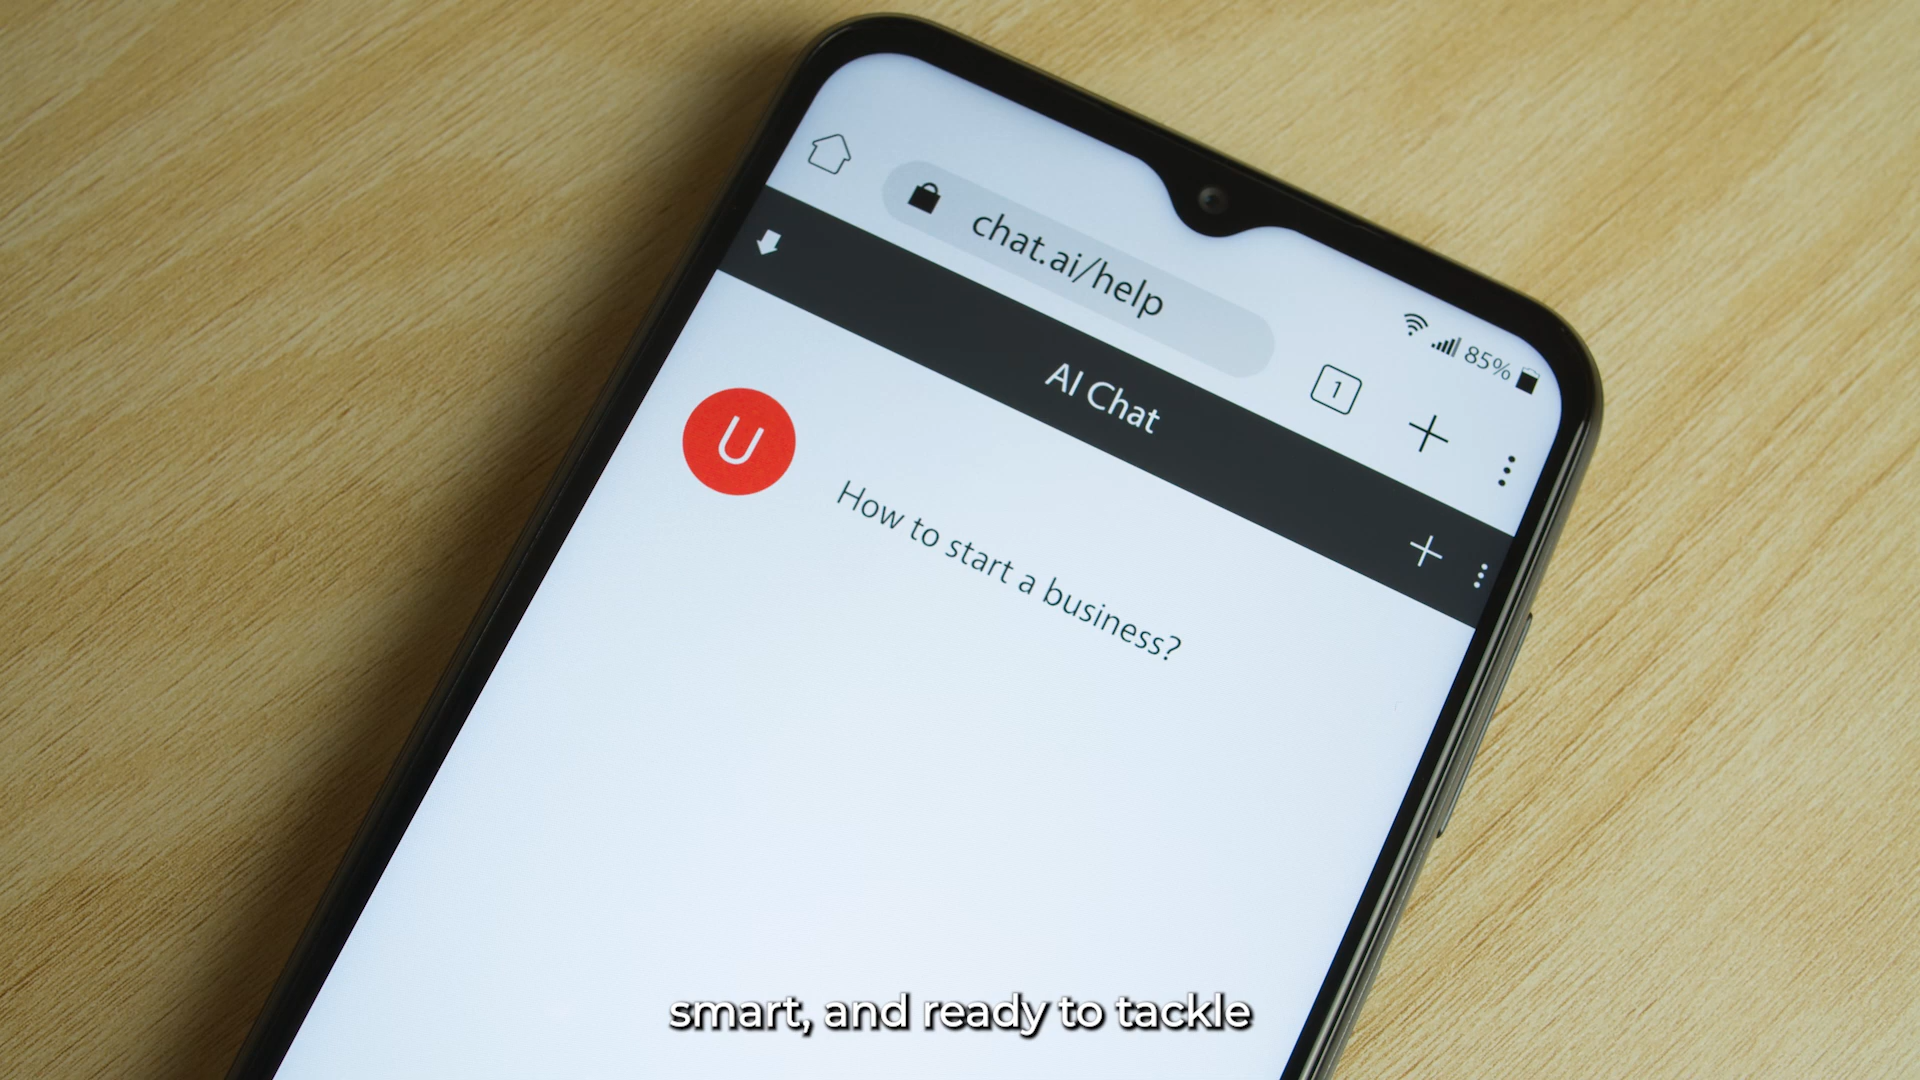 chat.ai/help
85%
1
AI Chat
U
How to start a business?
smart, and ready to tackle